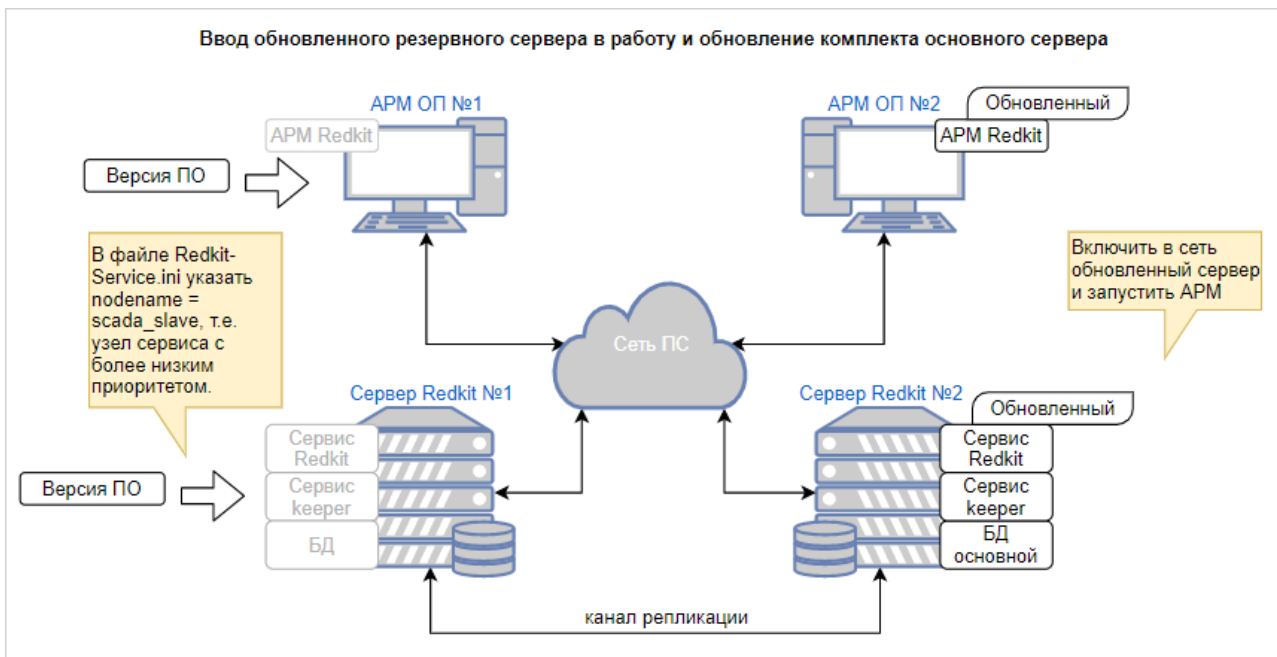 Ввод обновленного резервного сервера в работу и обновление комплекта основного сервера
АРМ ОП №1
АРМ Redkit
Версия ПО
АРМ ОП №2
Обновленный
АРМ Redkit
В файле Redkit-
Service.ini указать
nodename =
scada_slave, т.е.
узел сервиса с
более низким
приоритетом.
Включить в сеть
обновленный сервер
и запустить АРМ
Сеть ПС
Сервер Redkit №1
Сервис
Redkit
Сервис
keeper
БД
Версия ПО
Сервер Redkit №2
Обновленный
Сервис
Redkit
Сервис
keeper
БД
основной
канал репликации